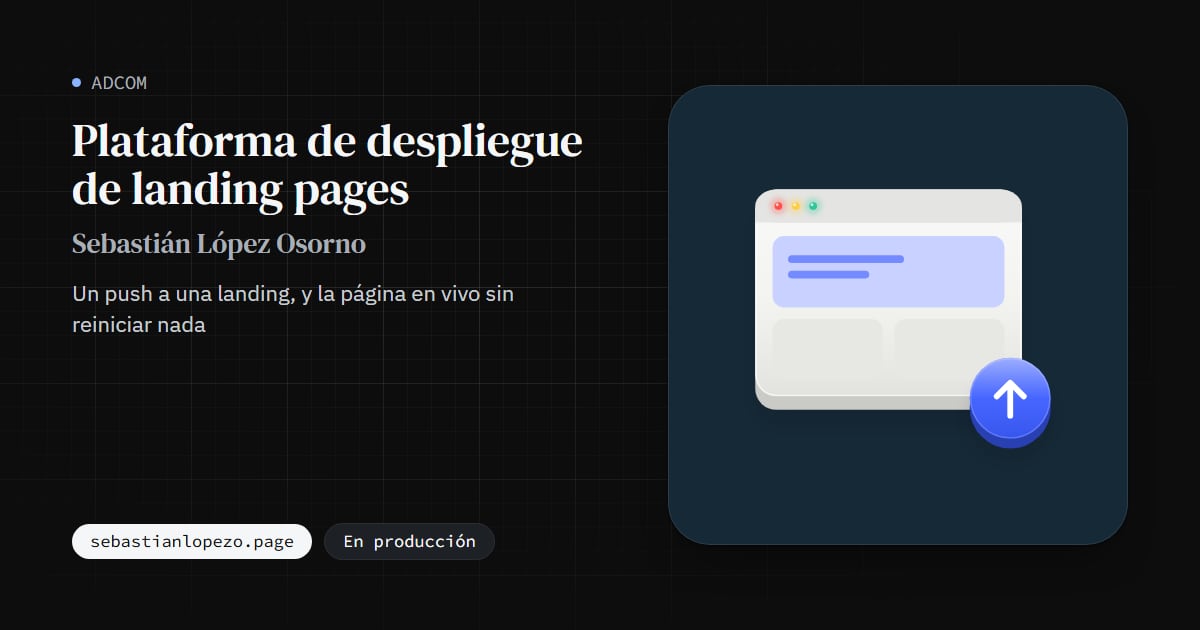 ADCOM
Plataforma de despliegue
de landing pages
Sebastián López Osorno
Un push a una landing, y la página en vivo sin
reiniciar nada
sebastianlopezo.page
En producción